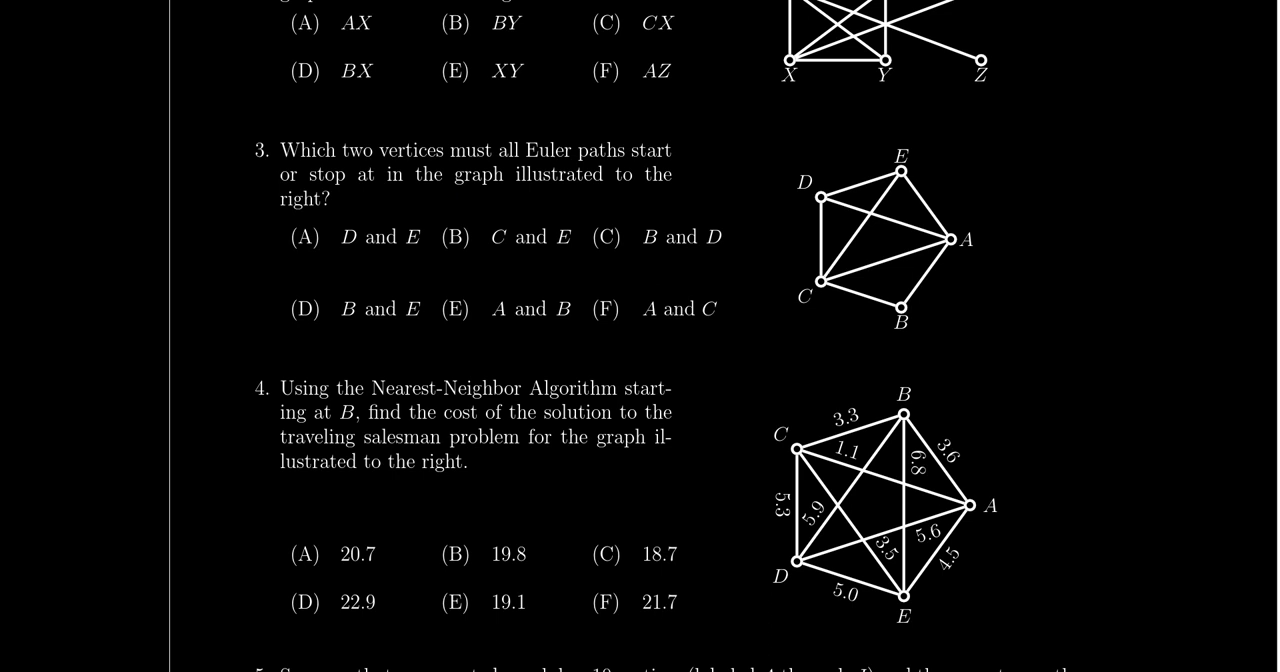 (A) AX (B) BY (C) CX
(D) BX (E) XY (F) AZ
X Y Z
3. Which two vertices must all Euler paths start
or stop at in the graph illustrated to the
right?
(A) D and E (B) C and E (C) B and D
(D) B and E (E) A and B (F) A and C
E
D
A
C
B
4. Using the Nearest-Neighbor Algorithm start-
ing at B, find the cost of the solution to the
traveling salesman problem for the graph il-
lustrated to the right.
(A) 20.7 (B) 19.8 (C) 18.7
(D) 22.9 (E) 19.1 (F) 21.7
B
3.3
C
1.1
6.8
3.6
5.3
5.9
A
5.6
3.5
4.5
D
5.0
E